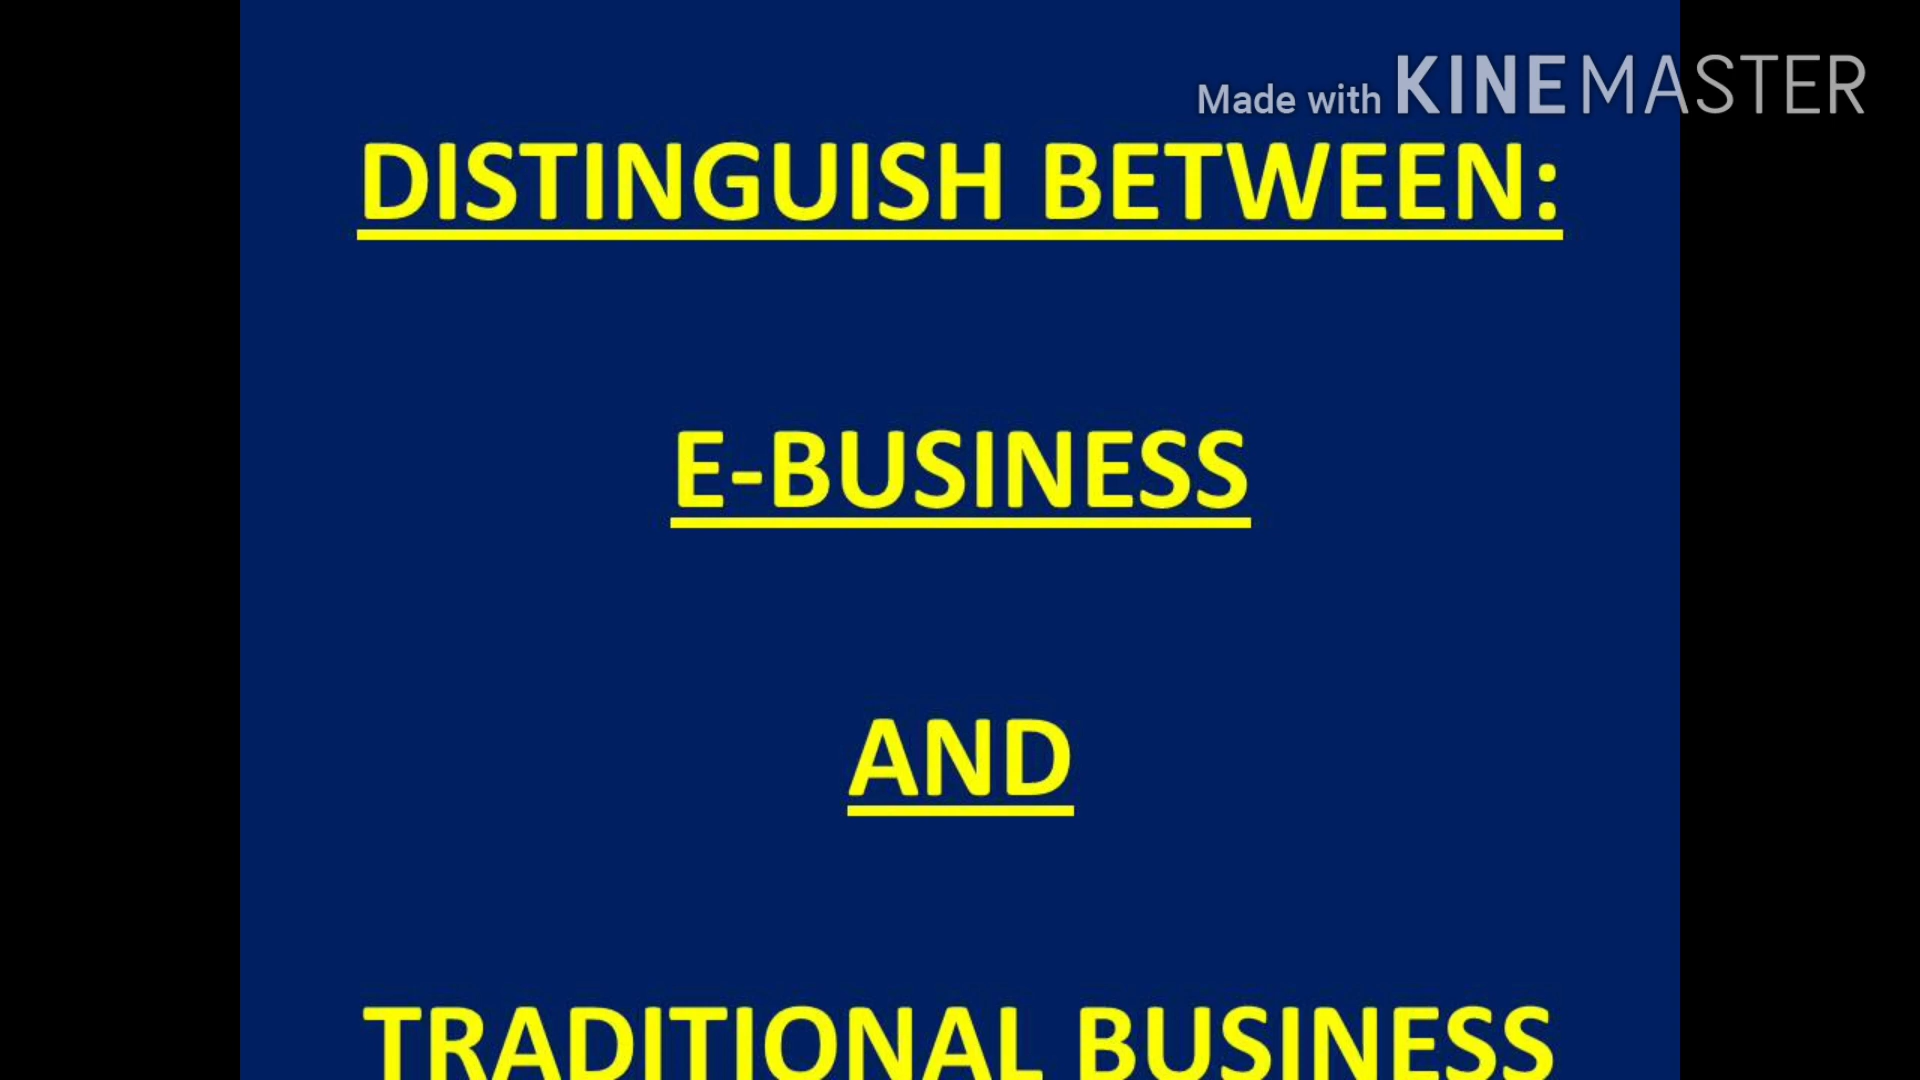 Made with KINEMASTER
DISTINGUISH BETWEEN:
E-BUSINESS
AND
TRADITIONAL BUSINESS